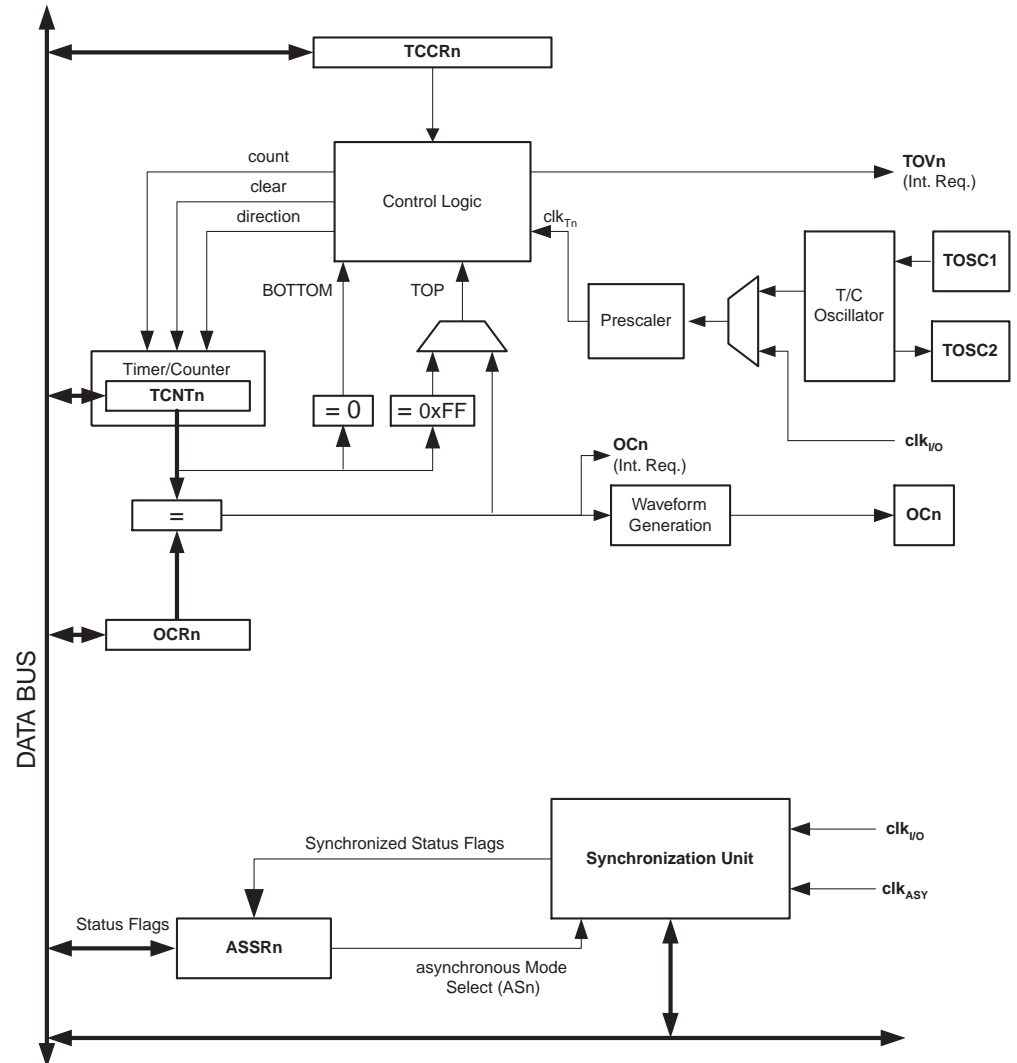 TCCRn
count
clear
direction
Control Logic
TOVn
(Int. Req.)
clkTn
BOTTOM
TOP
Prescaler
T/C
Oscillator
TOSC1
TOSC2
Timer/Counter
TCNTn
= 0
= 0xFF
clkI/O
OCn
(Int. Req.)
=
Waveform
Generation
OCn
OCRn
DATA BUS
Synchronized Status Flags
Synchronization Unit
clkI/O
clkASY
Status Flags
ASSRn
asynchronous Mode
Select (ASn)